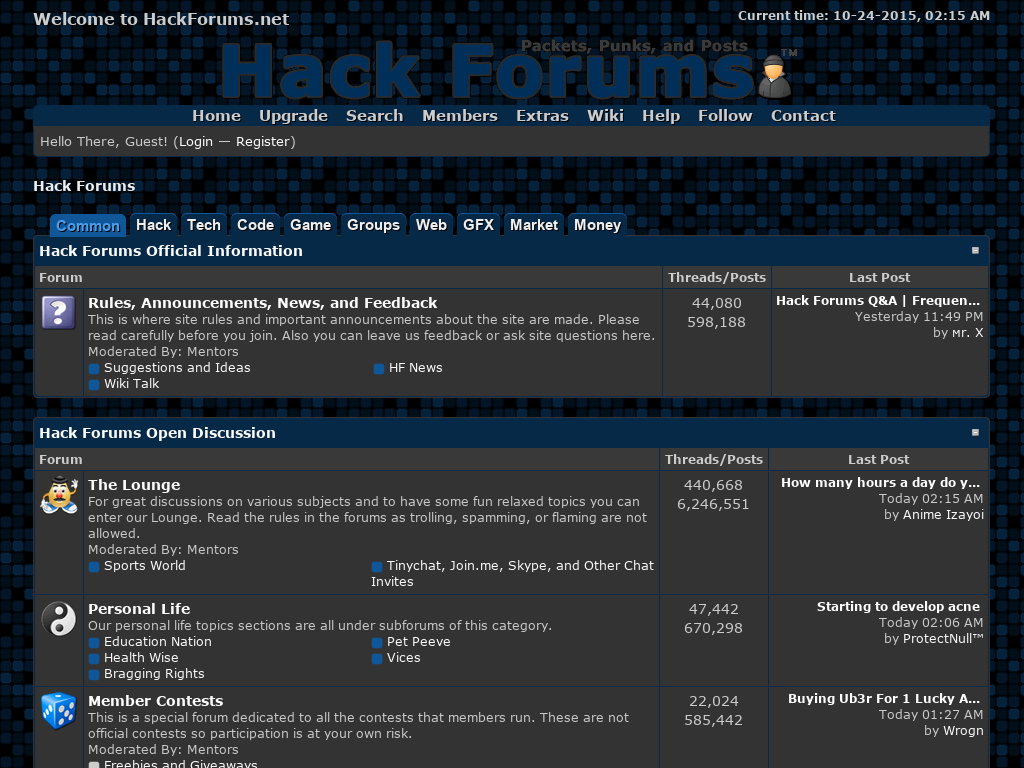 Welcome to HackForums.net
Current time: 10-24-2015, 02:15 AM
Packets, Punks, and Posts
Hack Forums™
Home Upgrade Search Members Extras Wiki Help Follow Contact
Hello There, Guest! (Login — Register)
Hack Forums
Common Hack Tech Code Game Groups Web GFX Market Money
Hack Forums Official Information
Forum Threads/Posts Last Post
Rules, Announcements, News, and Feedback
This is where site rules and important announcements about the site are made. Please
read carefully before you join. Also you can leave us feedback or ask site questions here.
Moderated By: Mentors
Suggestions and Ideas HF News
Wiki Talk
44,080
598,188
Hack Forums Q&A | Frequen...
Yesterday 11:49 PM
by мr. X
Hack Forums Open Discussion
Forum Threads/Posts Last Post
The Lounge
For great discussions on various subjects and to have some fun relaxed topics you can
enter our Lounge. Read the rules in the forums as trolling, spamming, or flaming are not
allowed.
Moderated By: Mentors
Sports World Tinychat, Join.me, Skype, and Other Chat
Invites
440,668
6,246,551
How many hours a day do y...
Today 02:15 AM
by Anime Izayoi
Personal Life
Our personal life topics sections are all under subforums of this category.
Education Nation Pet Peeve
Health Wise Vices
Bragging Rights
47,442
670,298
Starting to develop acne
Today 02:06 AM
by ProtectNull™
Member Contests
This is a special forum dedicated to all the contests that members run. These are not
official contests so participation is at your own risk.
Moderated By: Mentors
Freebies and Giveaways
22,024
585,442
Buying Ub3r For 1 Lucky A...
Today 01:27 AM
by Wrogn